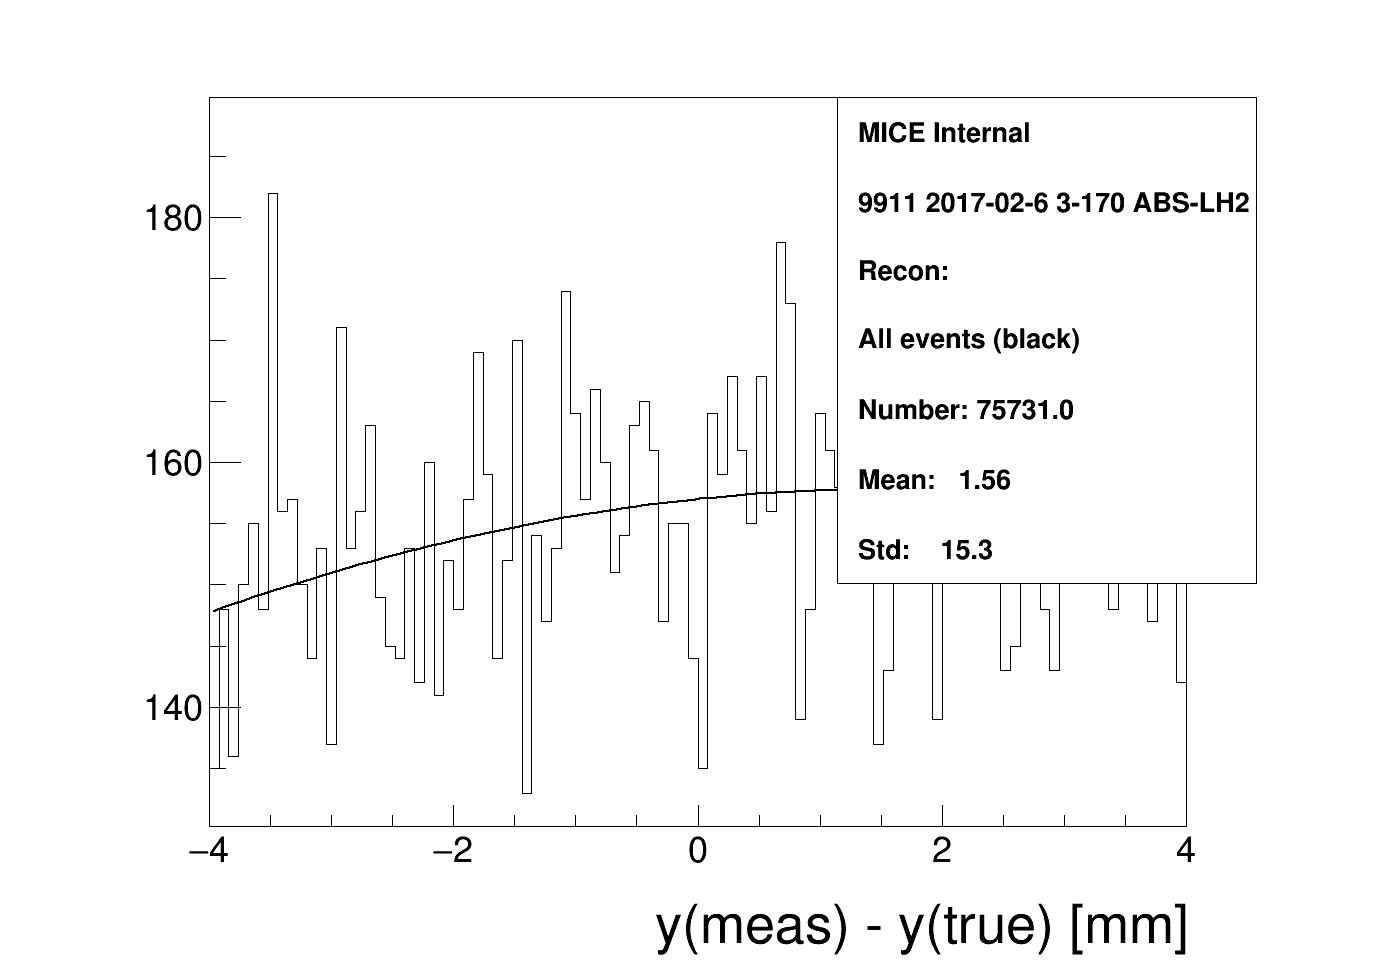 MICE Internal
9911 2017-02-6 3-170 ABS-LH2
Recon:
All events (black)
Number: 75731.0
Mean: 1.56
Std: 15.3
180
160
140
−4 −2 0 2 4
y(meas) - y(true) [mm]